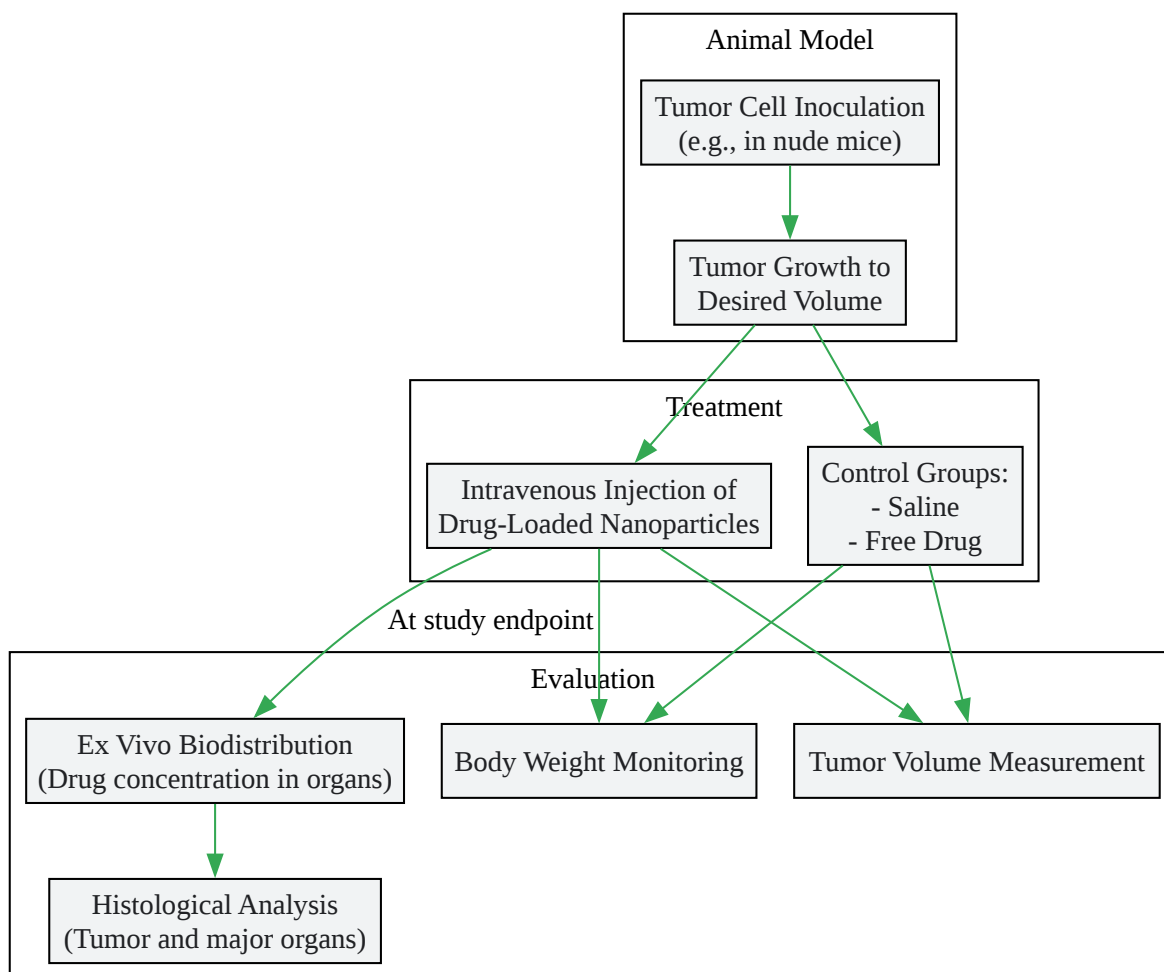 Animal Model
Tumor Cell Inoculation
(e.g., in nude mice)
Tumor Growth to
Desired Volume
Treatment
Intravenous Injection of
Drug-Loaded Nanoparticles
Control Groups:
- Saline
- Free Drug
At study endpoint
Evaluation
Ex Vivo Biodistribution
(Drug concentration in organs)
Body Weight Monitoring
Tumor Volume Measurement
Histological Analysis
(Tumor and major organs)